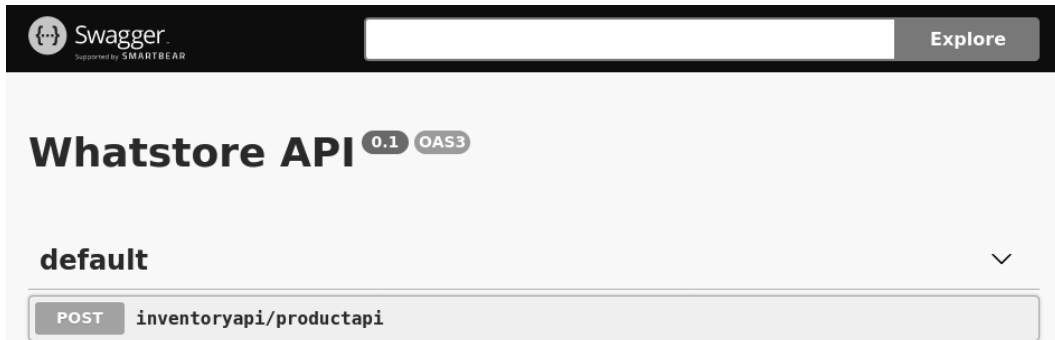 {···} Swagger.
Supported by SMARTBEAR
Explore
Whatstore API 0.1 OAS3
default
POST inventoryapi/productapi